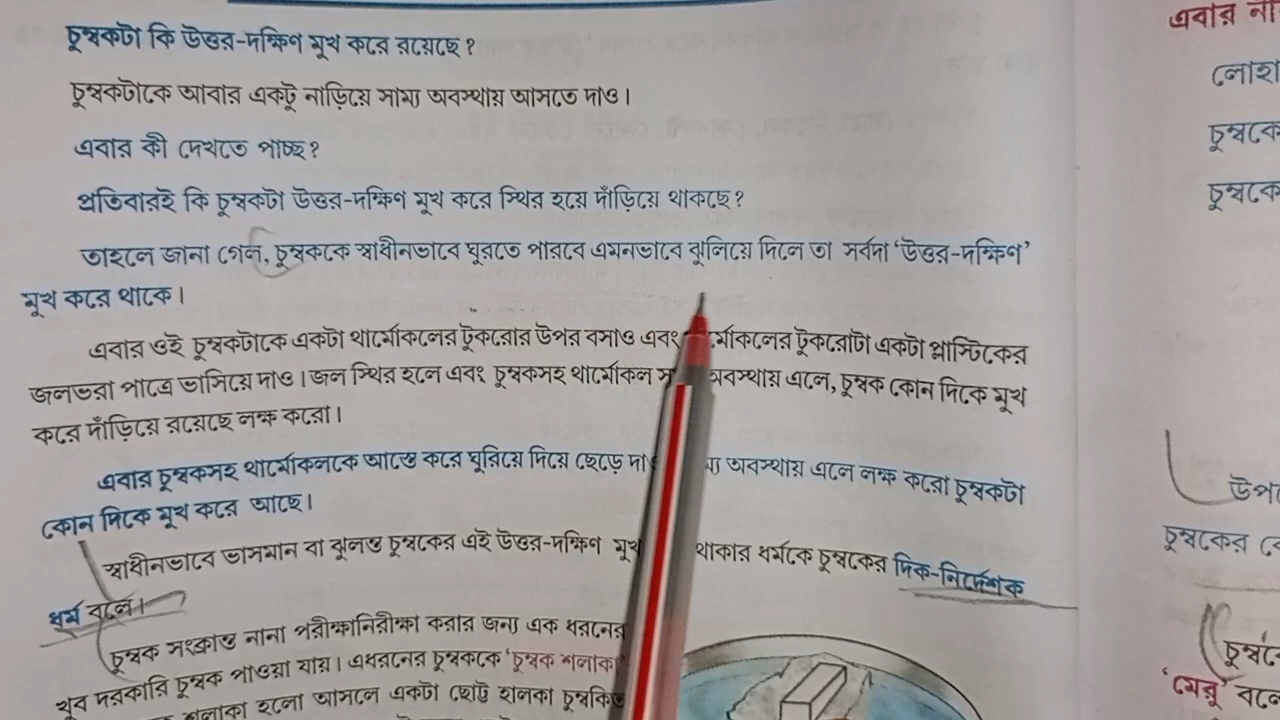 চুম্বকটা কি উত্তর-দক্ষিণ মুখ করে রয়েছে?
চুম্বকটাকে আবার একটু নাড়িয়ে সাম্য অবস্থায় আসতে দাও।
এবার কী দেখতে পাচ্ছ?
প্রতিবারই কি চুম্বকটা উত্তর-দক্ষিণ মুখ করে স্থির হয়ে দাঁড়িয়ে থাকছে?
তাহলে জানা গেল, চুম্বককে স্বাধীনভাবে ঘুরতে পারবে এমনভাবে ঝুলিয়ে দিলে তা সর্বদা ‘উত্তর-দক্ষিণ’
মুখ করে থাকে।
এবার ওই চুম্বকটাকে একটা থার্মোকলের টুকরোর উপর বসাও এবং র্মোকলের টুকরোটা একটা প্লাস্টিকের
জলভরা পাত্রে ভাসিয়ে দাও। জল স্থির হলে এবং চুম্বকসহ থার্মোকল অবস্থায় এলে, চুম্বক কোন দিকে মুখ
করে দাঁড়িয়ে রয়েছে লক্ষ করো।
এবার চুম্বকসহ থার্মোকলকে আস্তে করে ঘুরিয়ে দিয়ে ছেড়ে অবস্থায় এলে লক্ষ করো চুম্বকটা
কোন দিকে মুখ করে আছে।
স্বাধীনভাবে ভাসমান বা ঝুলন্ত চুম্বকের এই উত্তর-দক্ষিণ মুখ থাকার ধর্মকে চুম্বকের দিক-নির্দেশক
ধর্ম বলে।
চুম্বক সংক্রান্ত নানা পরীক্ষানিরীক্ষা করার জন্য এক ধরনের
খুব দরকারি চুম্বক পাওয়া যায়। এধরনের চুম্বককে ‘চুম্বক শলাকা
শলাকা হলো আসলে একটা ছোট্ট হালকা
এবার
লোহা
চুম্বকে
চুম্বকে
উপ
চুম্বকের
‘মেরু’ বলে